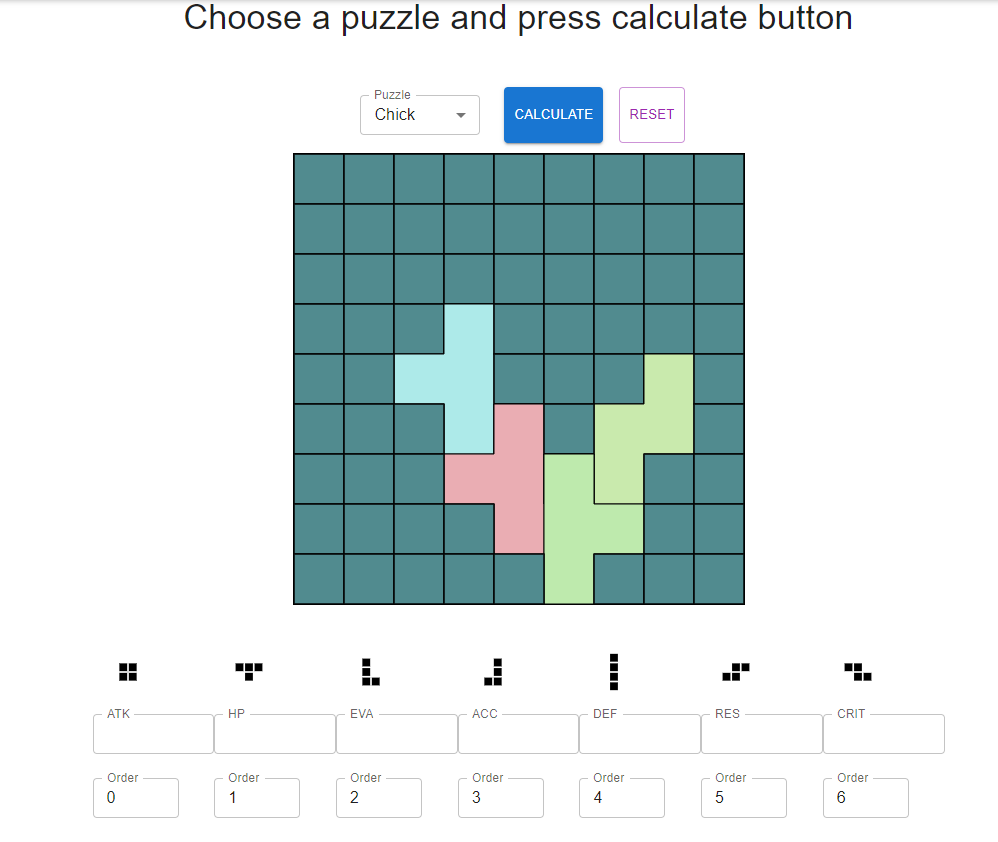 Choose a puzzle and press calculate button
Puzzle
Chick
CALCULATE
RESET
ATK HP EVA ACC DEF RES CRIT
Order Order Order Order Order Order Order
0 1 2 3 4 5 6